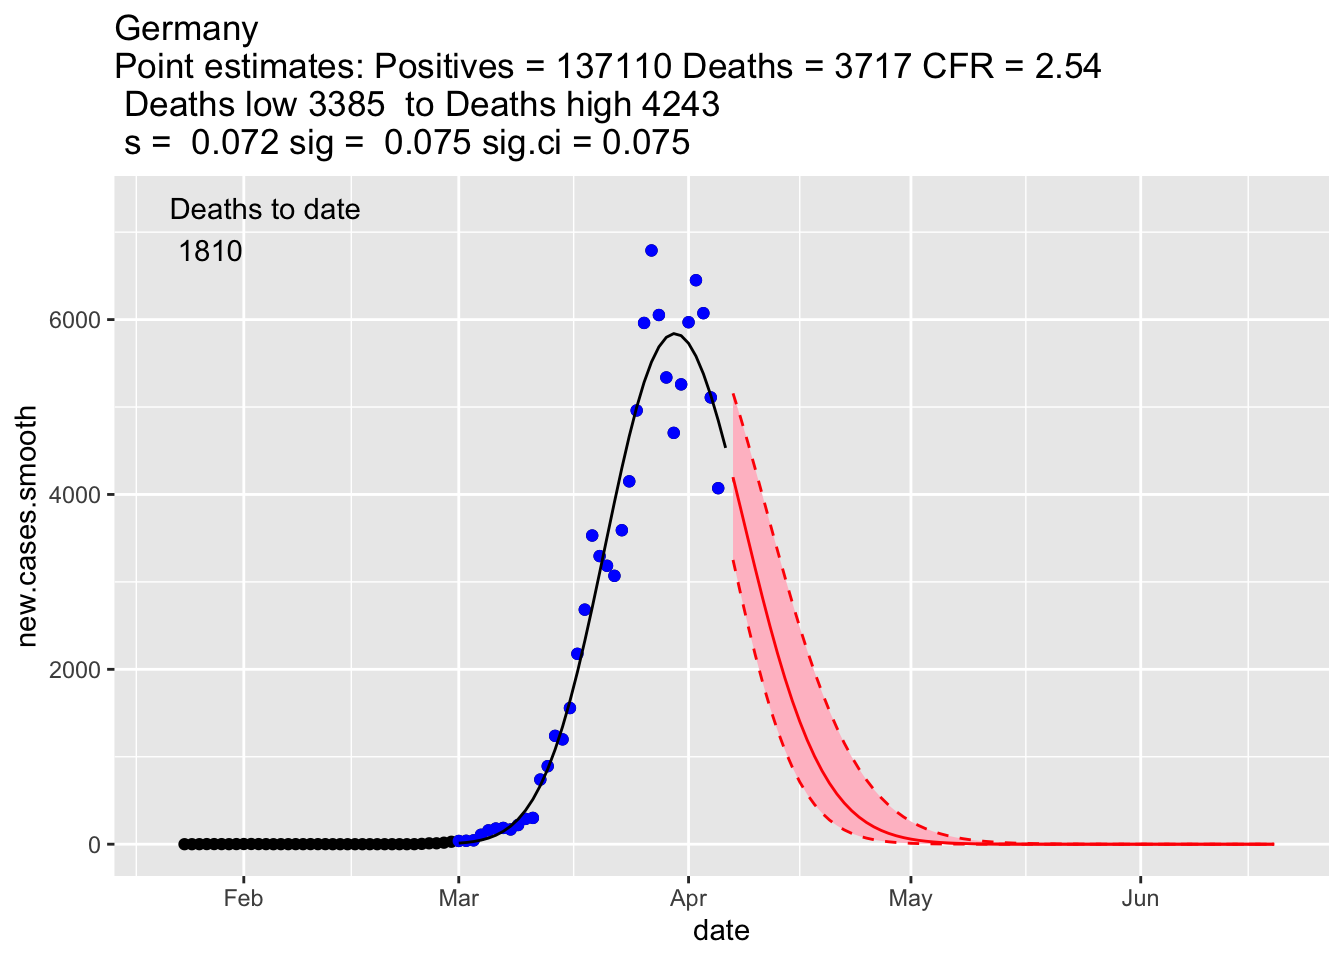 Germany
Point estimates: Positives = 137110 Deaths = 3717 CFR = 2.54
Deaths low 3385  to Deaths high 4243
s =  0.072 sig =  0.075 sig.ci = 0.075
Deaths to date
1810
6000
4000
2000
0
new.cases.smooth
Feb Mar Apr May Jun
date